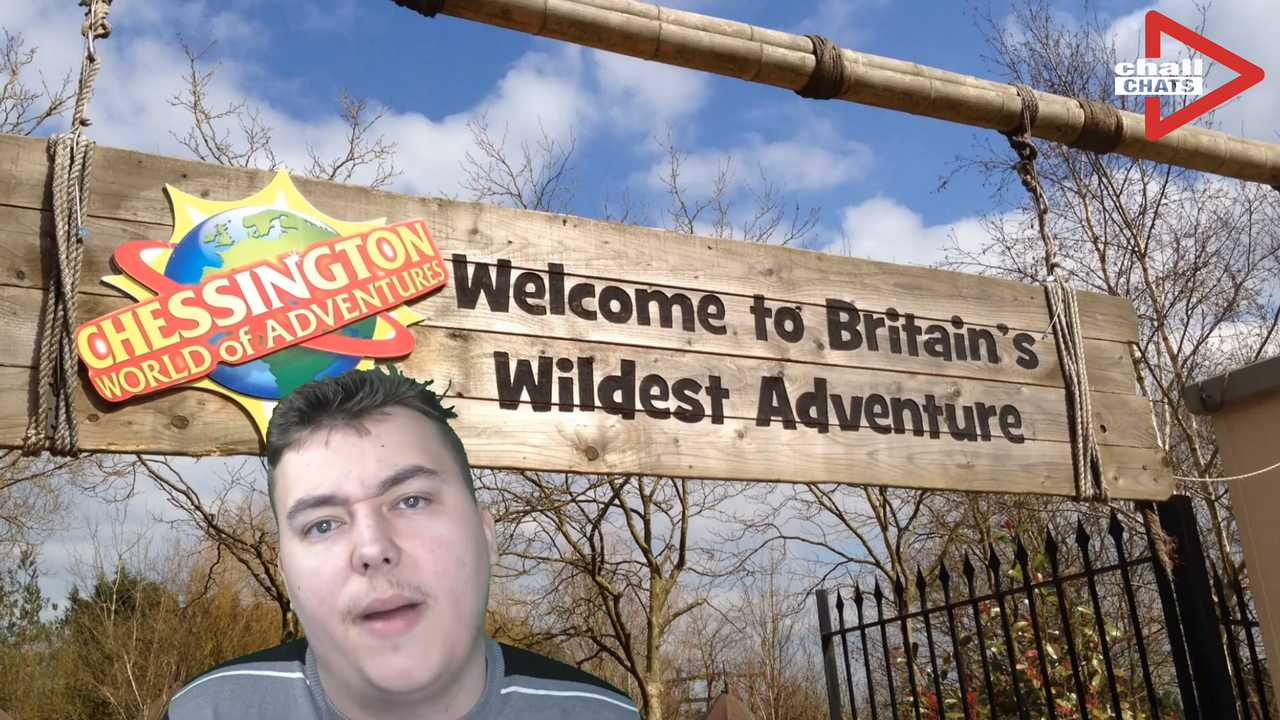 chall
CHATS
CHESSINGTON
WORLD of ADVENTURES
Welcome to Britain's
Wildest Adventure